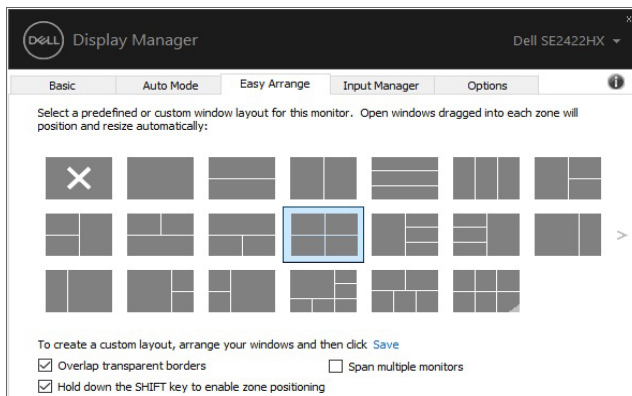 DELL Display Manager Dell SE2422HX
Basic Auto Mode Easy Arrange Input Manager Options
Select a predefined or custom window layout for this monitor. Open windows dragged into each zone will
position and resize automatically:
To create a custom layout, arrange your windows and then click Save
Overlap transparent borders Span multiple monitors
Hold down the SHIFT key to enable zone positioning